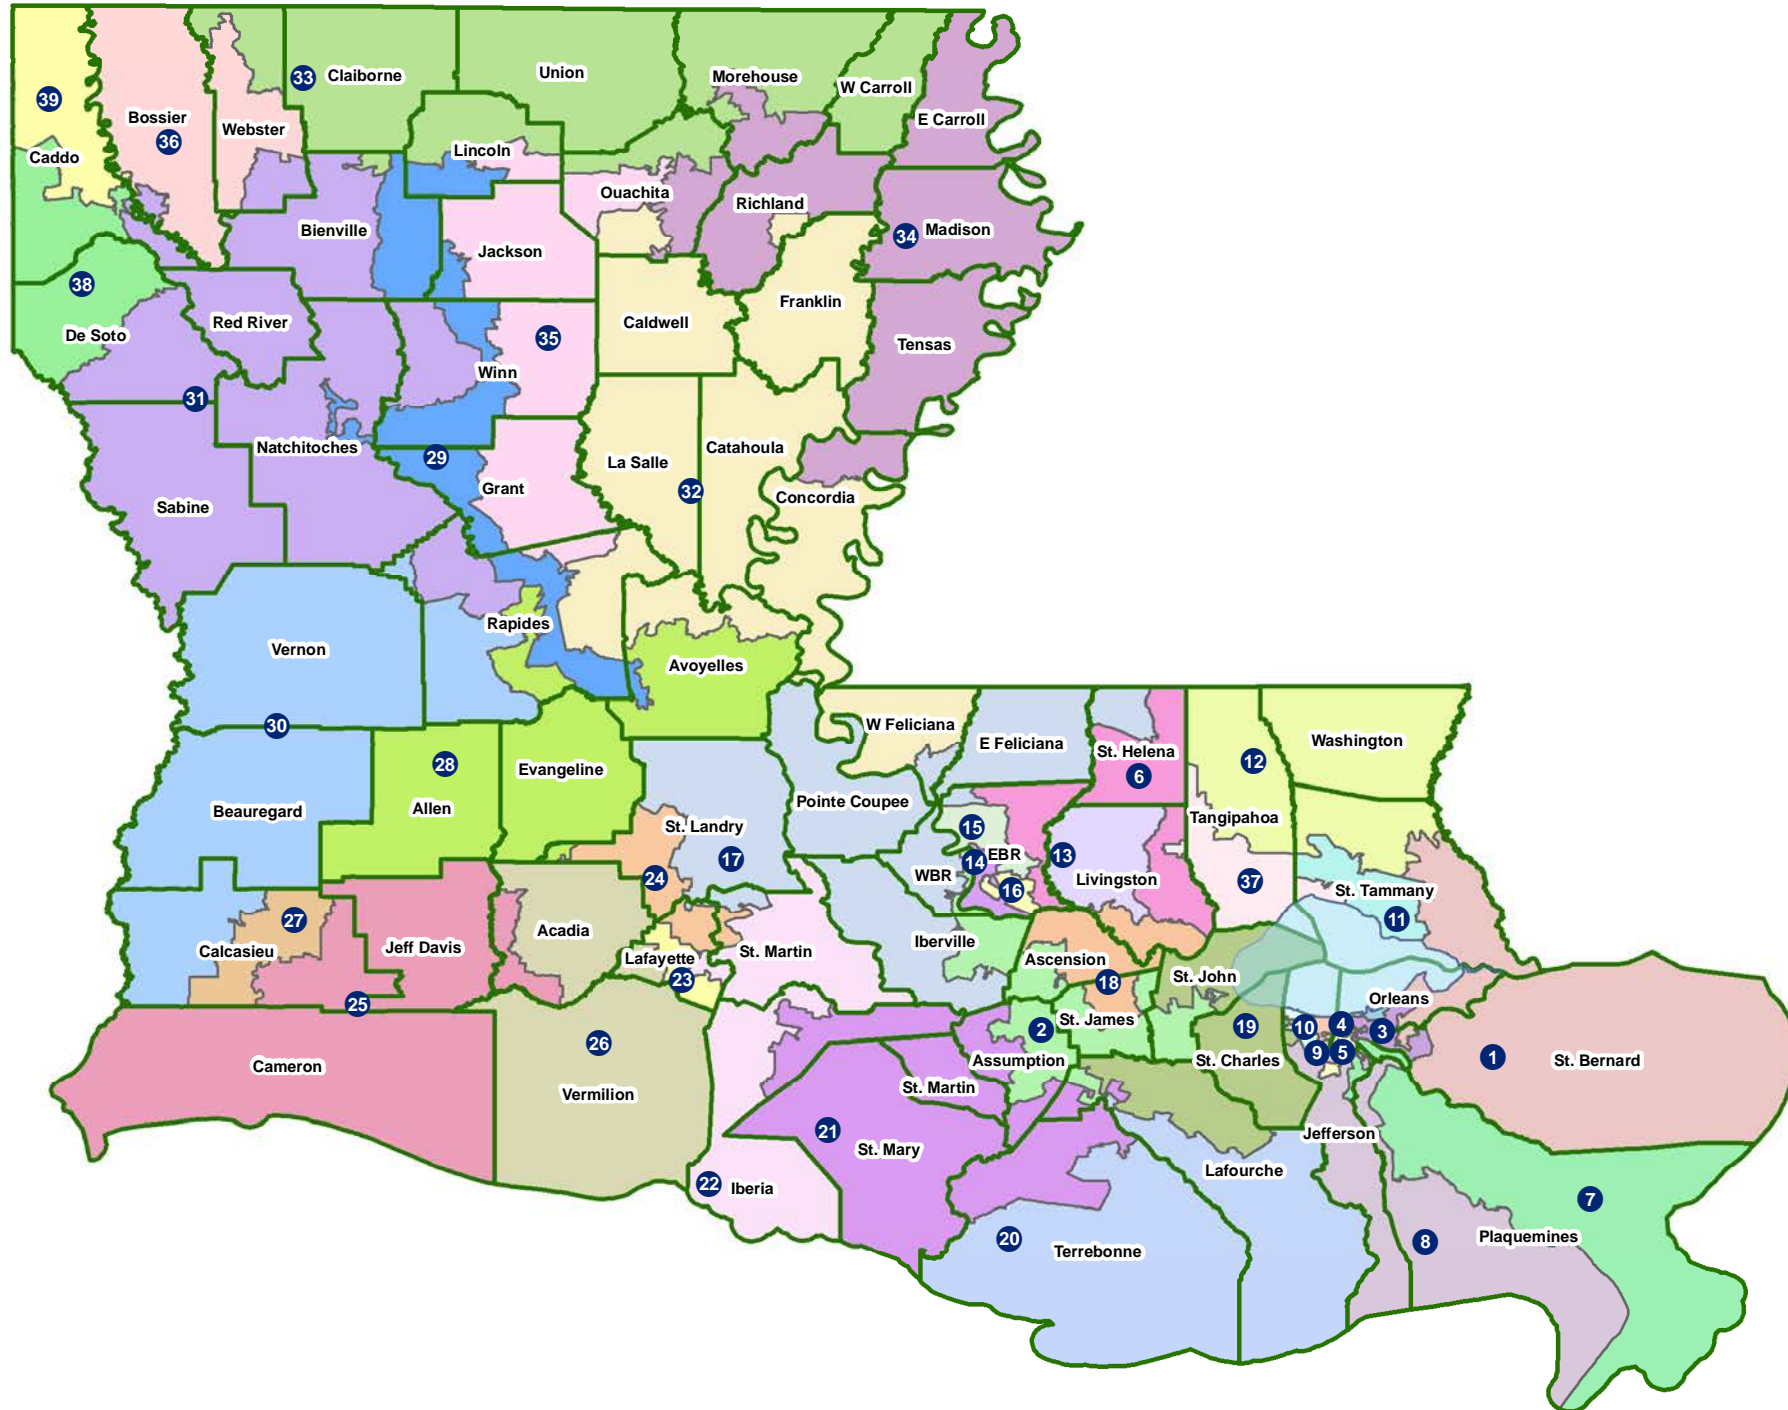 33
Claiborne
Union
Morehouse
W Carroll
39
Bossier
36
Webster
E Carroll
Caddo
Lincoln
Ouachita
Richland
Bienville
34
Madison
Jackson
38
Red River
De Soto
Caldwell
Franklin
35
Winn
Tensas
31
Natchitoches
29
La Salle
Catahoula
Grant
32
Concordia
Sabine
Rapides
Vernon
Avoyelles
30
W Feliciana
E Feliciana
St. Helena
6
12
Washington
28
Evangeline
Beauregard
Allen
Pointe Coupee
St. Landry
17
15
Tangipahoa
14
EBR
13
WBR
16
Livingston
37
St. Tammany
24
11
27
Calcasieu
Jeff Davis
Acadia
Lafayette
23
St. Martin
Iberville
Ascension
18
St. John
Orleans
25
26
2
St. James
19
10
4
3
9
5
1
St. Bernard
Cameron
Vermilion
Assumption
St. Martin
St. Charles
21
St. Mary
Jefferson
22
Iberia
Lafourche
7
20
Terrebonne
8
Plaquemines